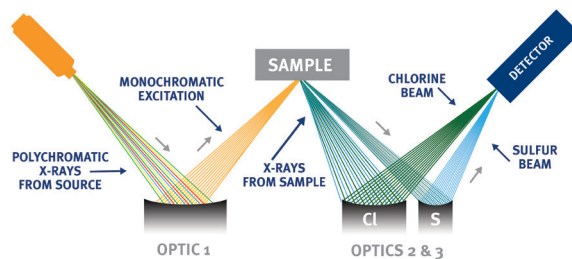 SAMPLE
DETECTOR
MONOCHROMATIC
EXCITATION
CHLORINE
BEAM
POLYCHROMATIC
X-RAYS
FROM SOURCE
X-RAYS
FROM SAMPLE
SULFUR
BEAM
Cl
S
OPTIC 1
OPTICS 2 & 3